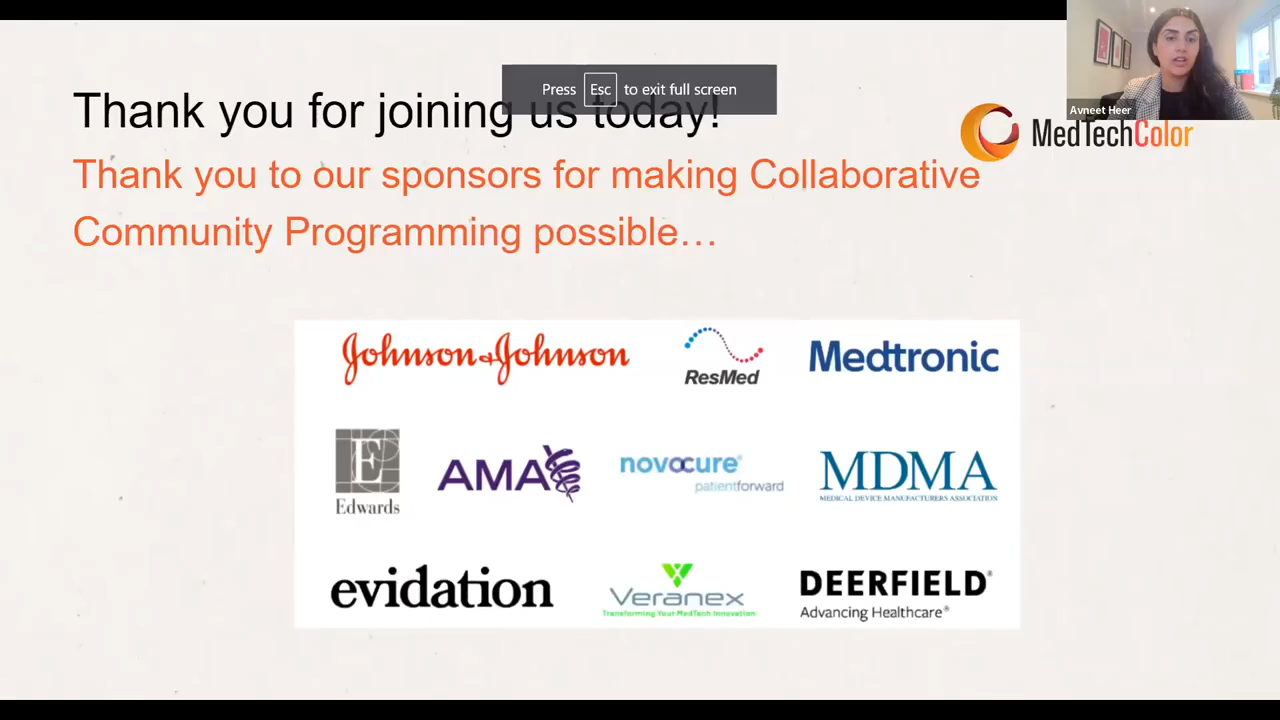 Press Esc to exit full screen
Thank you for joining us today!
Avneet Heer
MedTechColor
Thank you to our sponsors for making Collaborative
Community Programming possible…
Johnson & Johnson
ResMed
Medtronic
Edwards
AMA
novocure®
patientforward
MDMA
MEDICAL DEVICE MANUFACTURERS ASSOCIATION
evidation
Veranex
Transforming Your MedTech Innovation
DEERFIELD®
Advancing Healthcare®